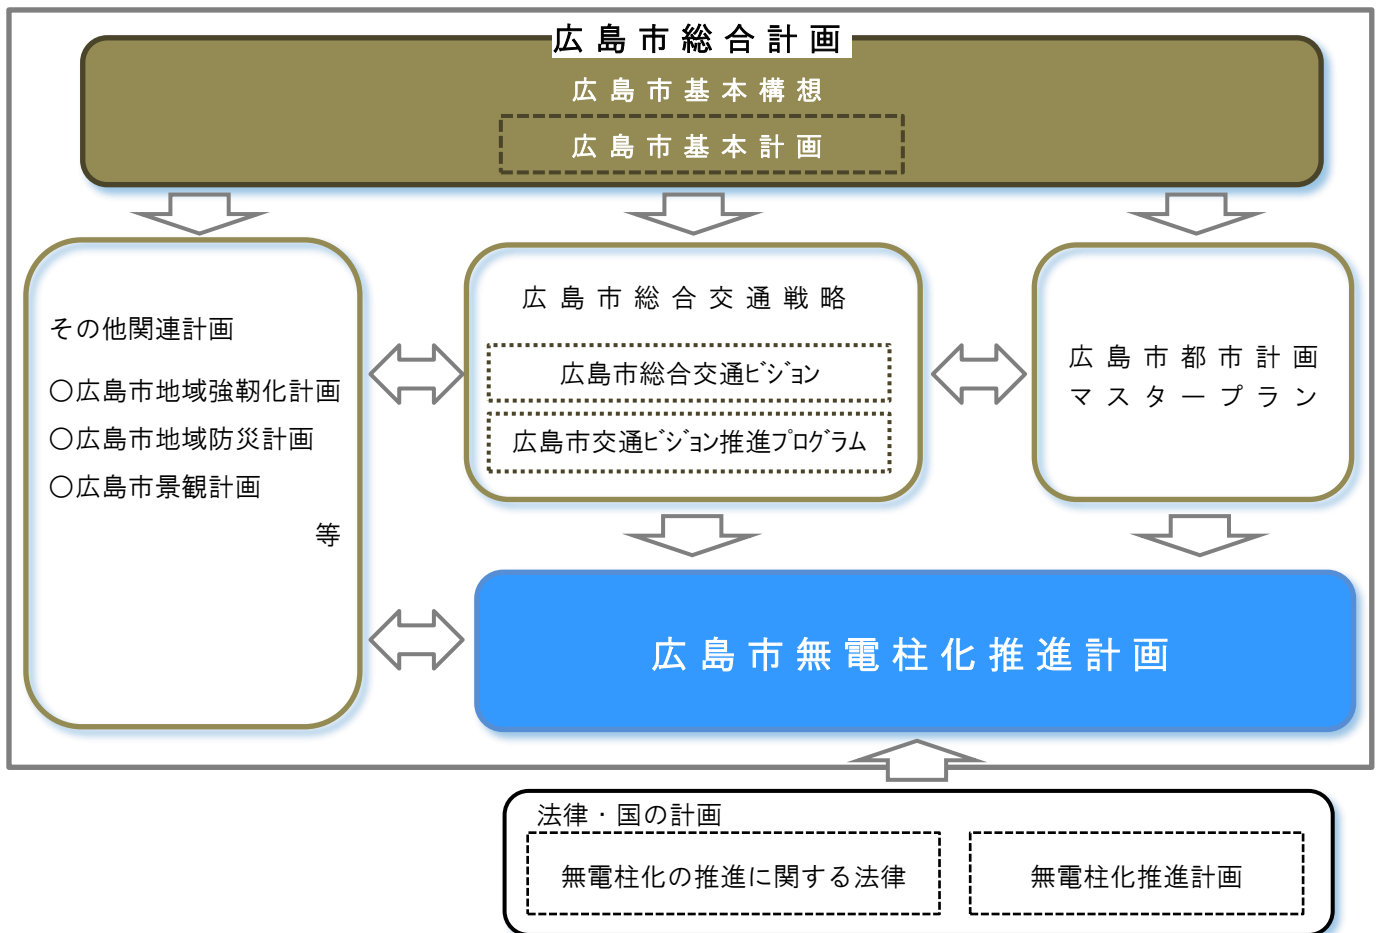 広島市総合計画
広島市基本構想
広島市基本計画
その他関連計画
〇広島市地域強靭化計画
〇広島市地域防災計画
〇広島市景観計画
等
広島市総合交通戦略
広島市総合交通ﾋﾞｼﾞｮﾝ
広島市交通ﾋﾞｼﾞｮﾝ推進ﾌﾟﾛｸﾞﾗﾑ
広島市都市計画
マスタープラン
広島市無電柱化推進計画
法律・国の計画
無電柱化の推進に関する法律
無電柱化推進計画